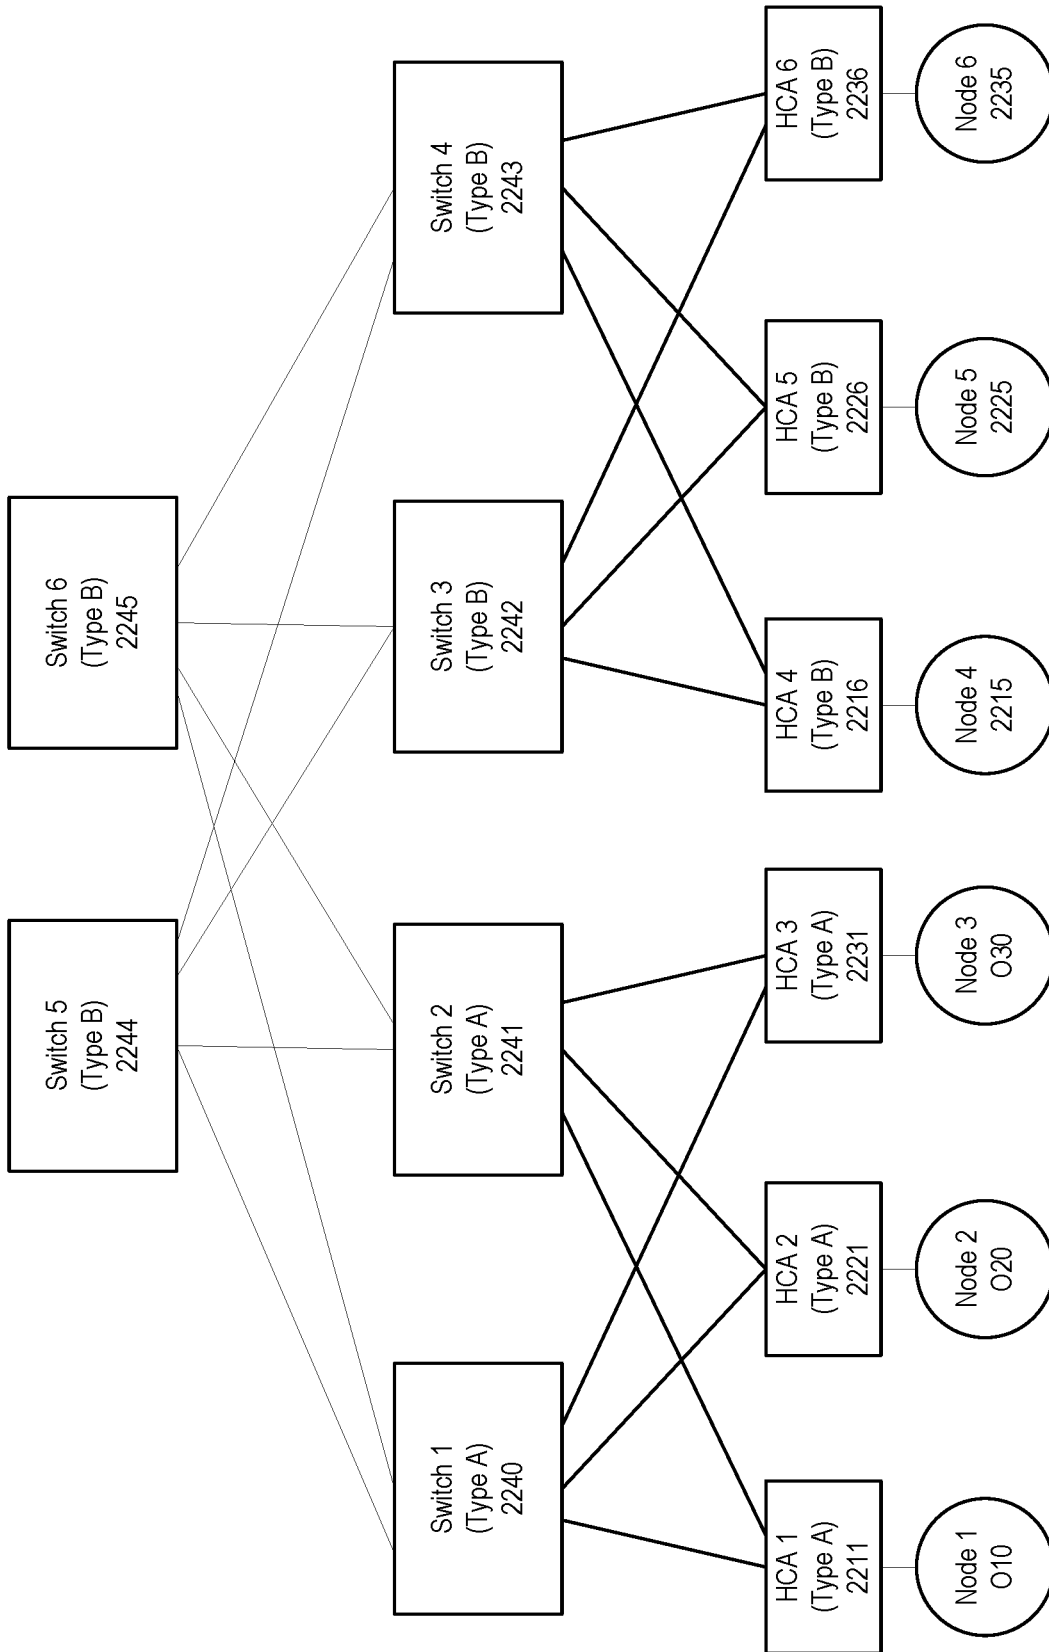 Switch 5
(Type B)
2244
Switch 6
(Type B)
2245
Switch 1
(Type A)
2240
Switch 2
(Type A)
2241
Switch 3
(Type B)
2242
Switch 4
(Type B)
2243
HCA 1
(Type A)
2211
HCA 2
(Type A)
2221
HCA 3
(Type A)
2231
HCA 4
(Type B)
2216
HCA 5
(Type B)
2226
HCA 6
(Type B)
2236
Node 1
O10
Node 2
O20
Node 3
O30
Node 4
2215
Node 5
2225
Node 6
2235